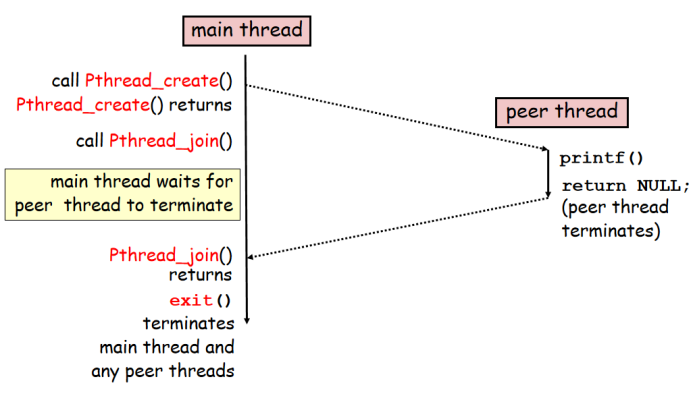 main thread
call Pthread_create()
Pthread_create() returns
call Pthread_join()
main thread waits for
peer thread to terminate
Pthread_join()
returns
exit()
terminates
main thread and
any peer threads
peer thread
printf()
return NULL;
(peer thread
terminates)